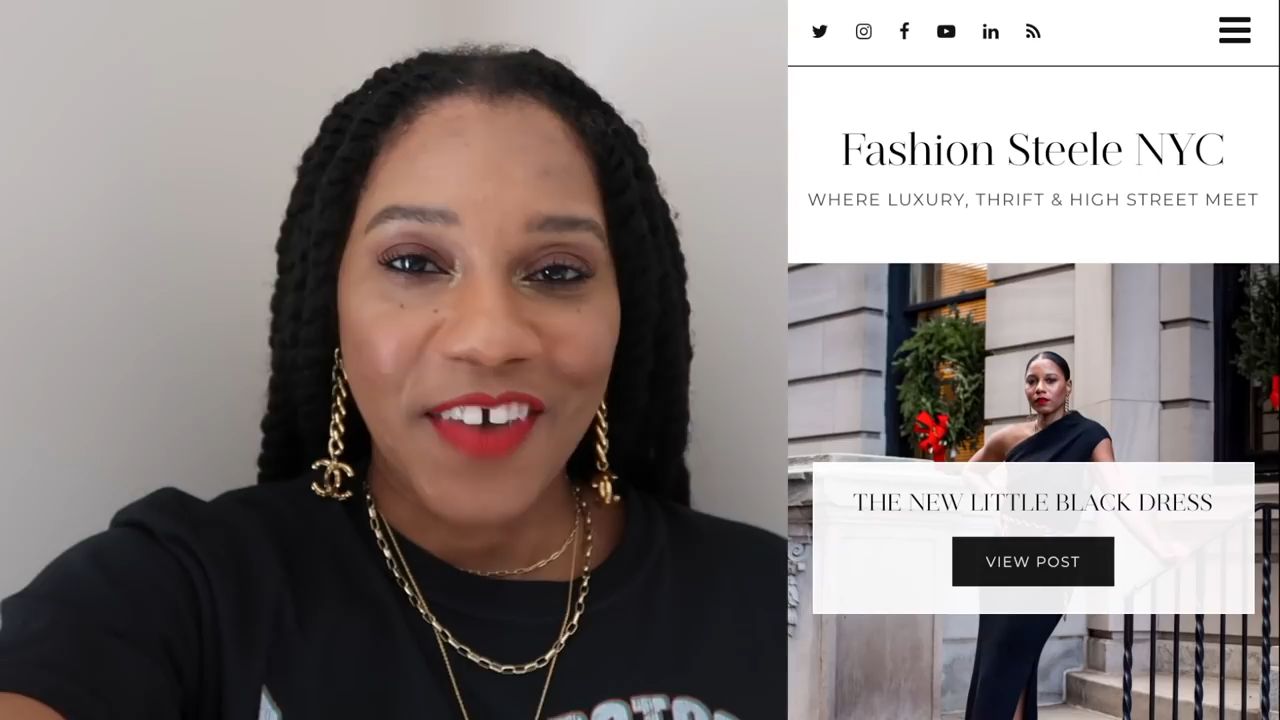 Fashion Steele NYC
WHERE LUXURY, THRIFT & HIGH STREET MEET
THE NEW LITTLE BLACK DRESS
VIEW POST